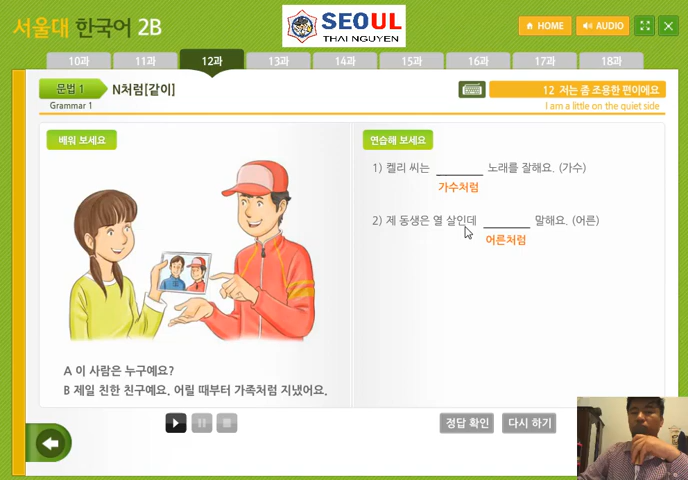 서울대 한국어 2B
SEOUL
THAI NGUYEN
HOME
AUDIO
10과
11과
12과
13과
14과
15과
16과
17과
18과
문법 1
N처럼[같이]
12 저는 좀 조용한 편이에요
Grammar 1
I am a little on the quiet side
배워 보세요
연습해 보세요
1) 켈리 씨는 ______ 노래를 잘해요. (가수)
가수처럼
2) 제 동생은 열 살인데 ______ 말해요. (어른)
어른처럼
A 이 사람은 누구예요?
B 제일 친한 친구예요. 어릴 때부터 가족처럼 지냈어요.
정답 확인
다시 하기